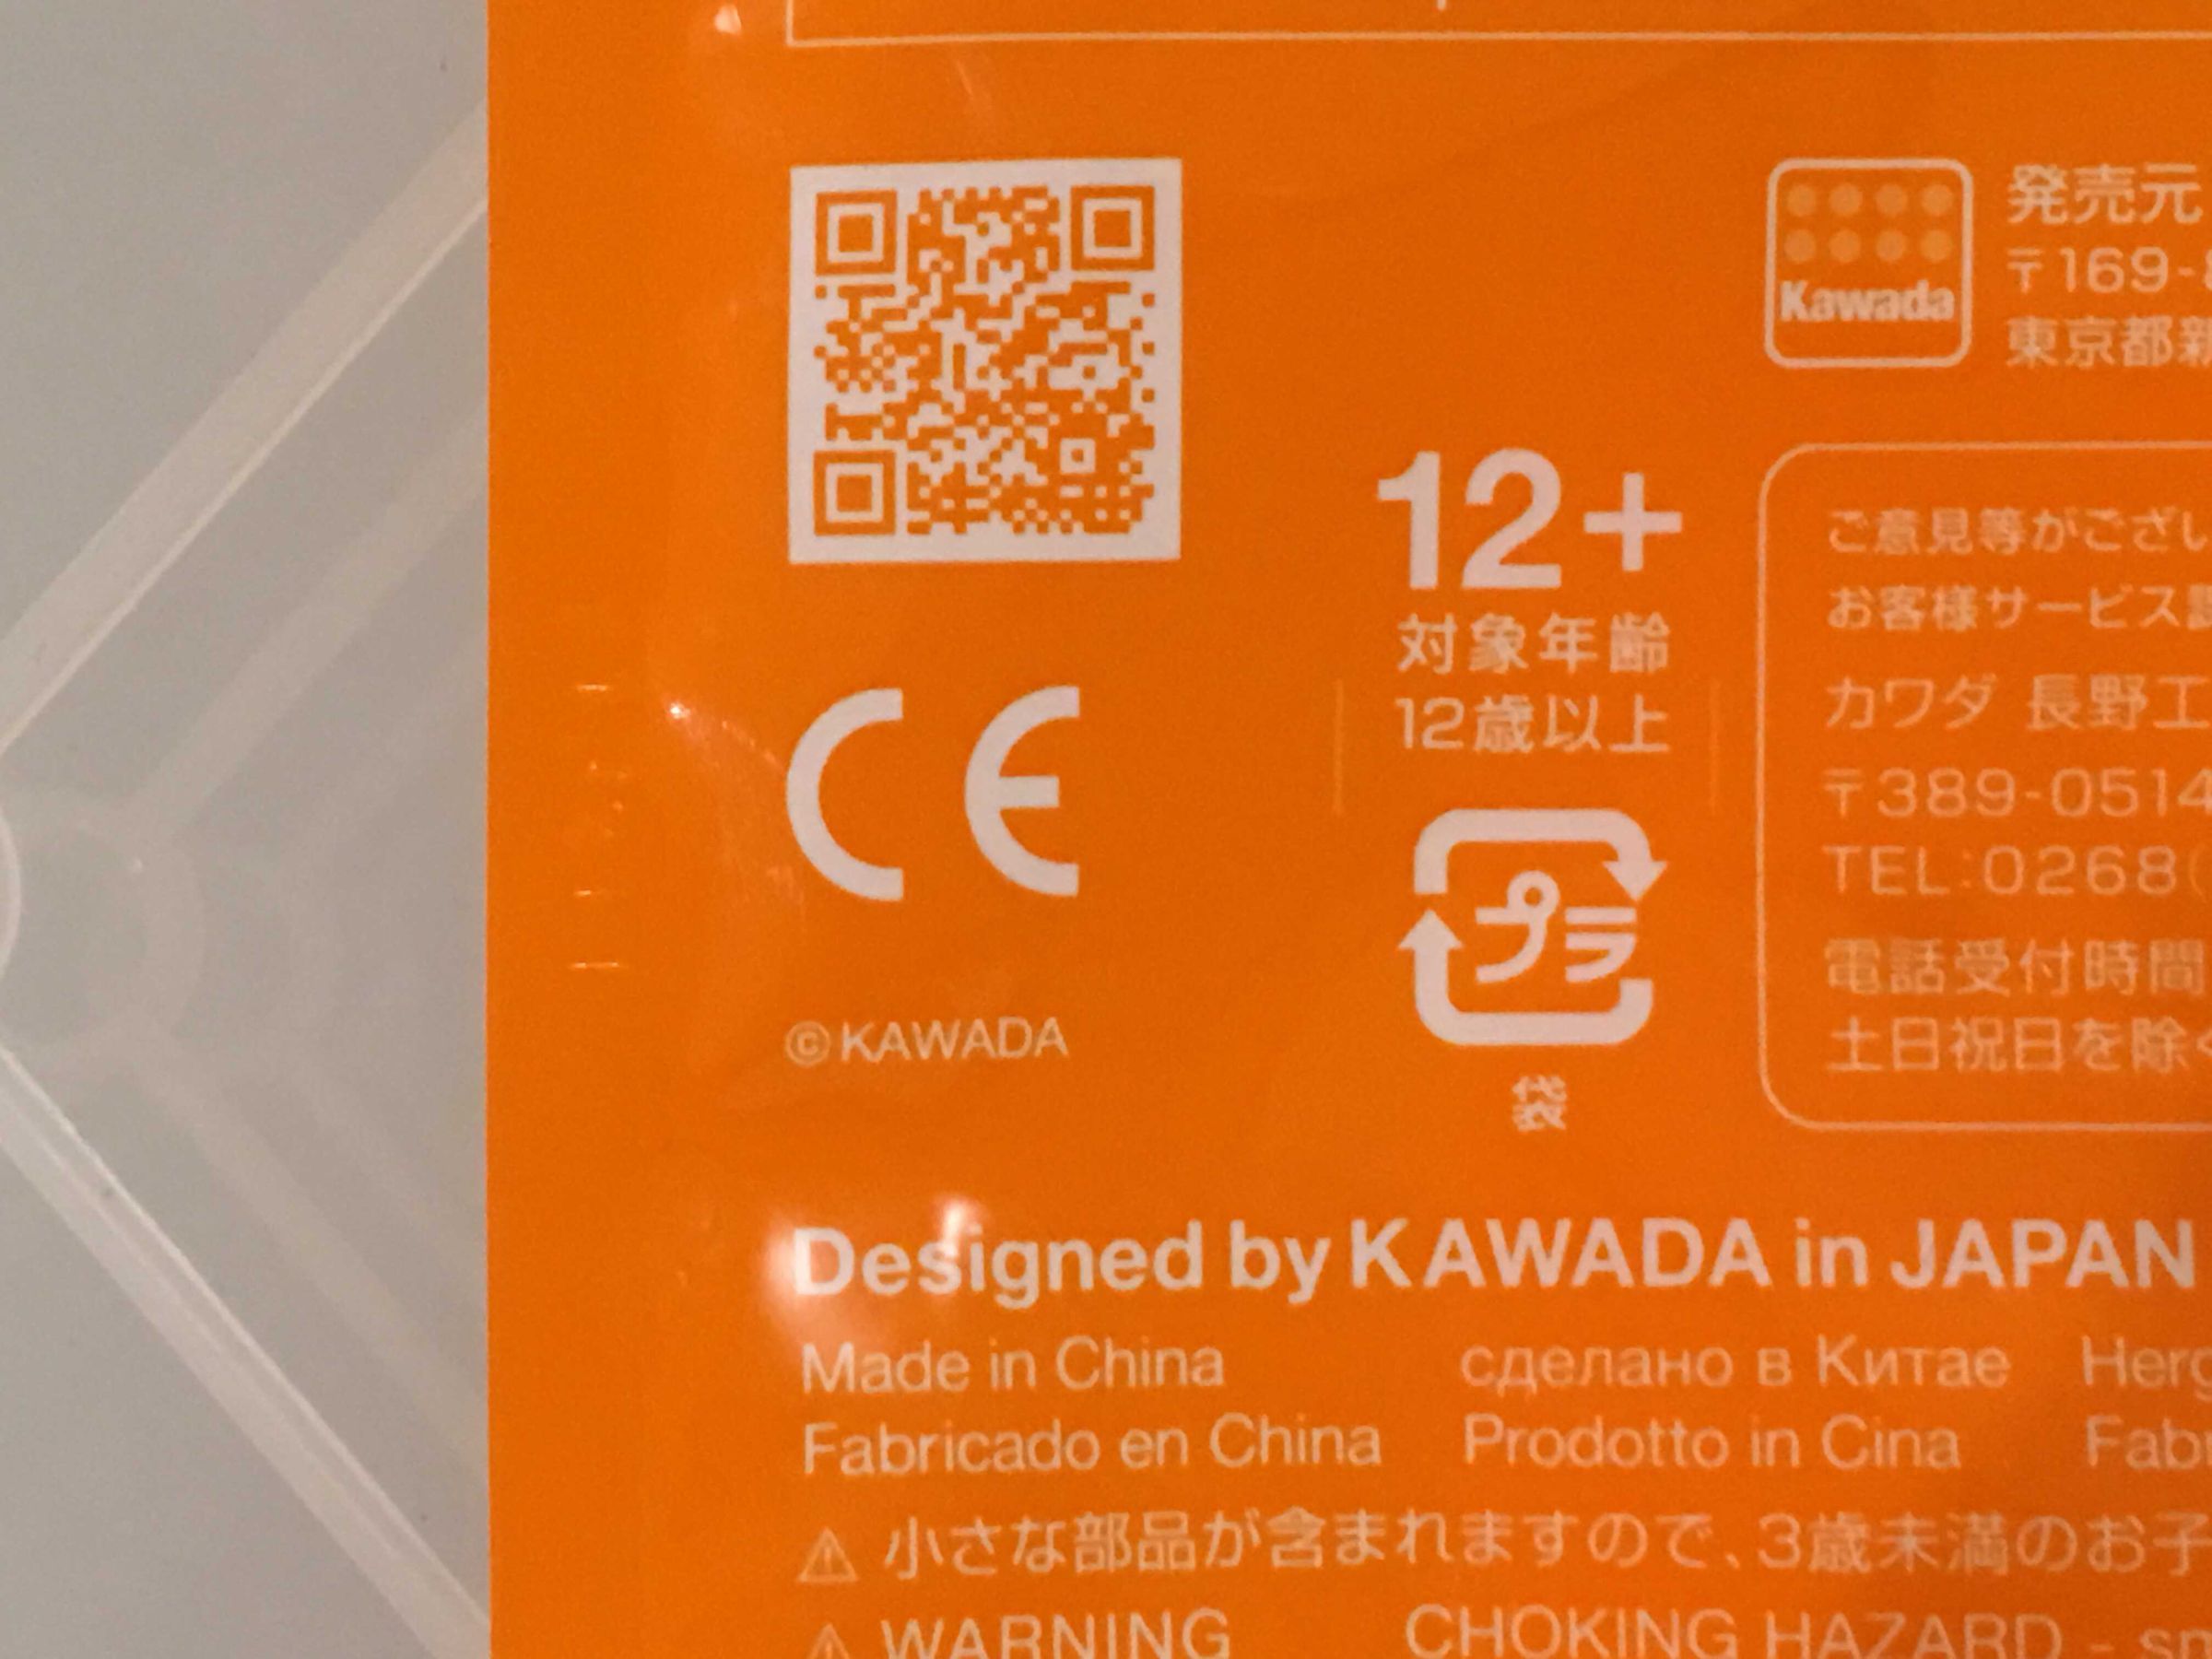 Kawada
発売元
〒169-
東京都新
12+
対象年齢
12歳以上
ご意見等がござい
お客様サービス
カワダ 長野工
〒389-0514
TEL:0268(
電話受付時間
土日祝日を除く
CE
プラ
袋
©KAWADA
Designed by KAWADA in JAPAN
Made in China сделано в Китае Herg
Fabricado en China Prodotto in Cina Fabr
⚠ 小さな部品が含まれますので、3歳未満のお子
⚠ WARNING CHOKING HAZARD - sm